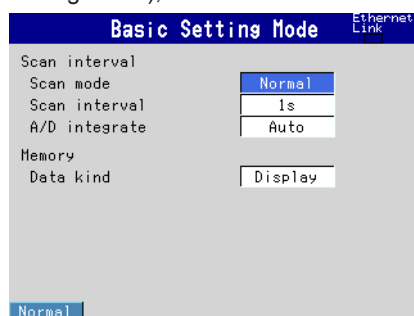 Basic Setting Mode
Ethernet
Link
Scan interval
Scan mode Normal
Scan interval 1s
A/D integrate Auto
Memory
Data kind Display
Normal